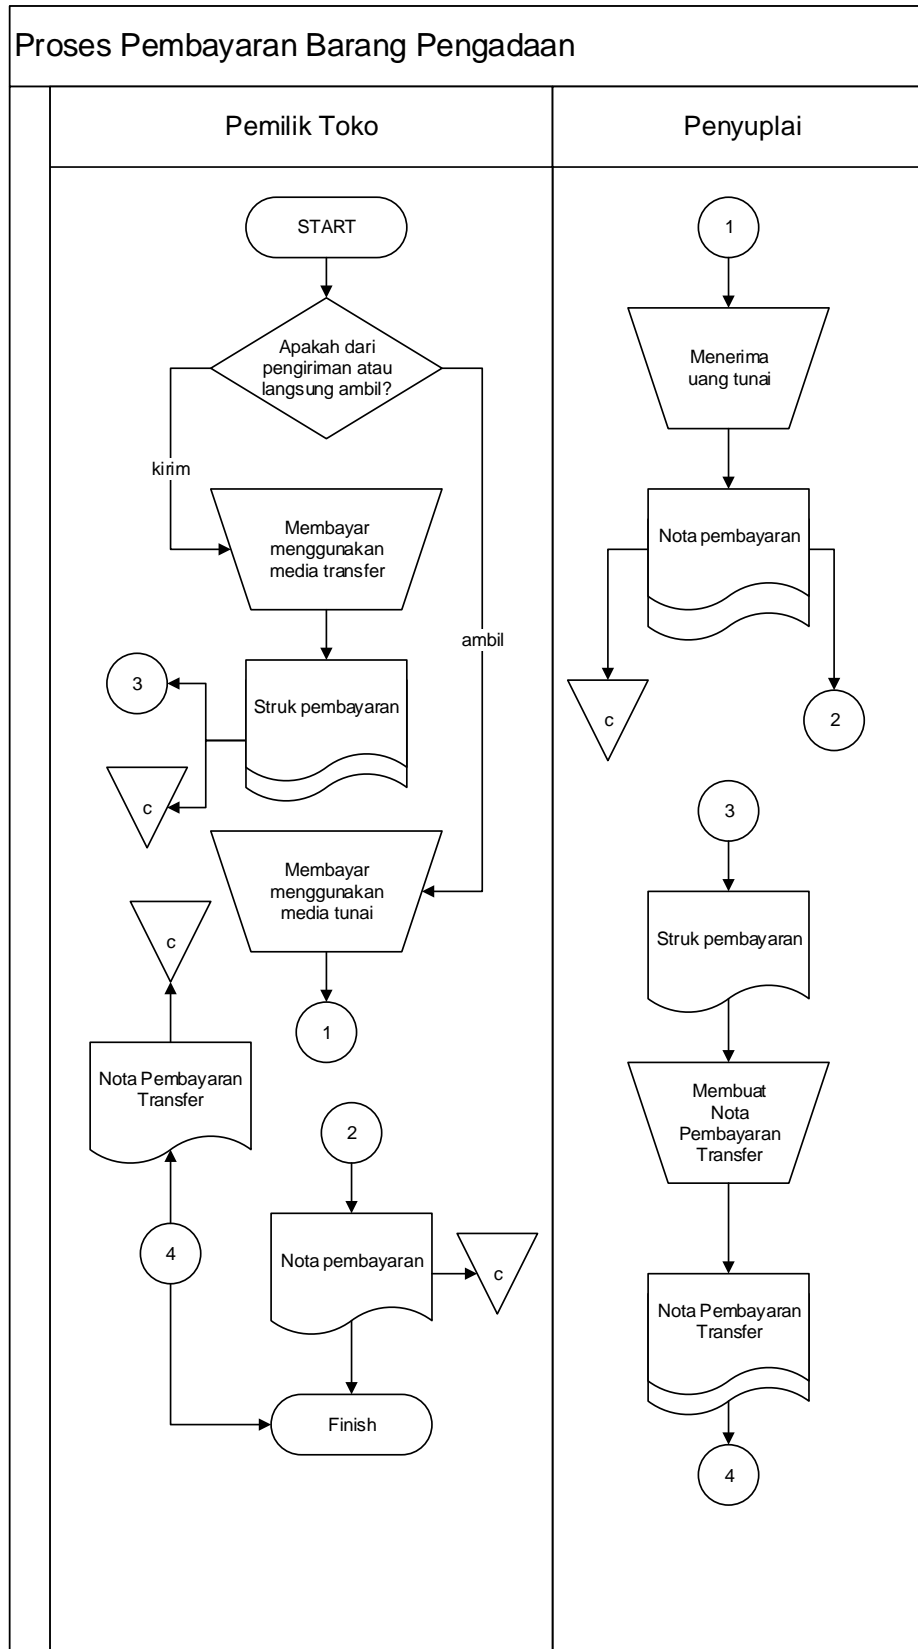 Proses Pembayaran Barang Pengadaan
Pemilik Toko
Penyuplai
START
Apakah dari
pengiriman atau
langsung ambil?
kirim
Membayar
menggunakan
media transfer
ambil
3
Struk pembayaran
c
Membayar
menggunakan
media tunai
c
1
Nota Pembayaran
Transfer
2
4
Nota pembayaran
c
Finish
1
Menerima
uang tunai
Nota pembayaran
c
2
3
Struk pembayaran
Membuat
Nota
Pembayaran
Transfer
Nota Pembayaran
Transfer
4